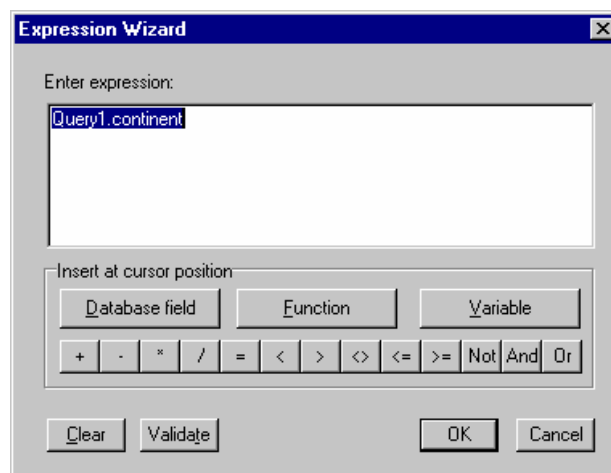 Expression Wizard
Enter expression:
Query1.continent
Insert at cursor position
Database field Function Variable
+ - * / = < > <> <= >= Not And Or
Clear Validate OK Cancel